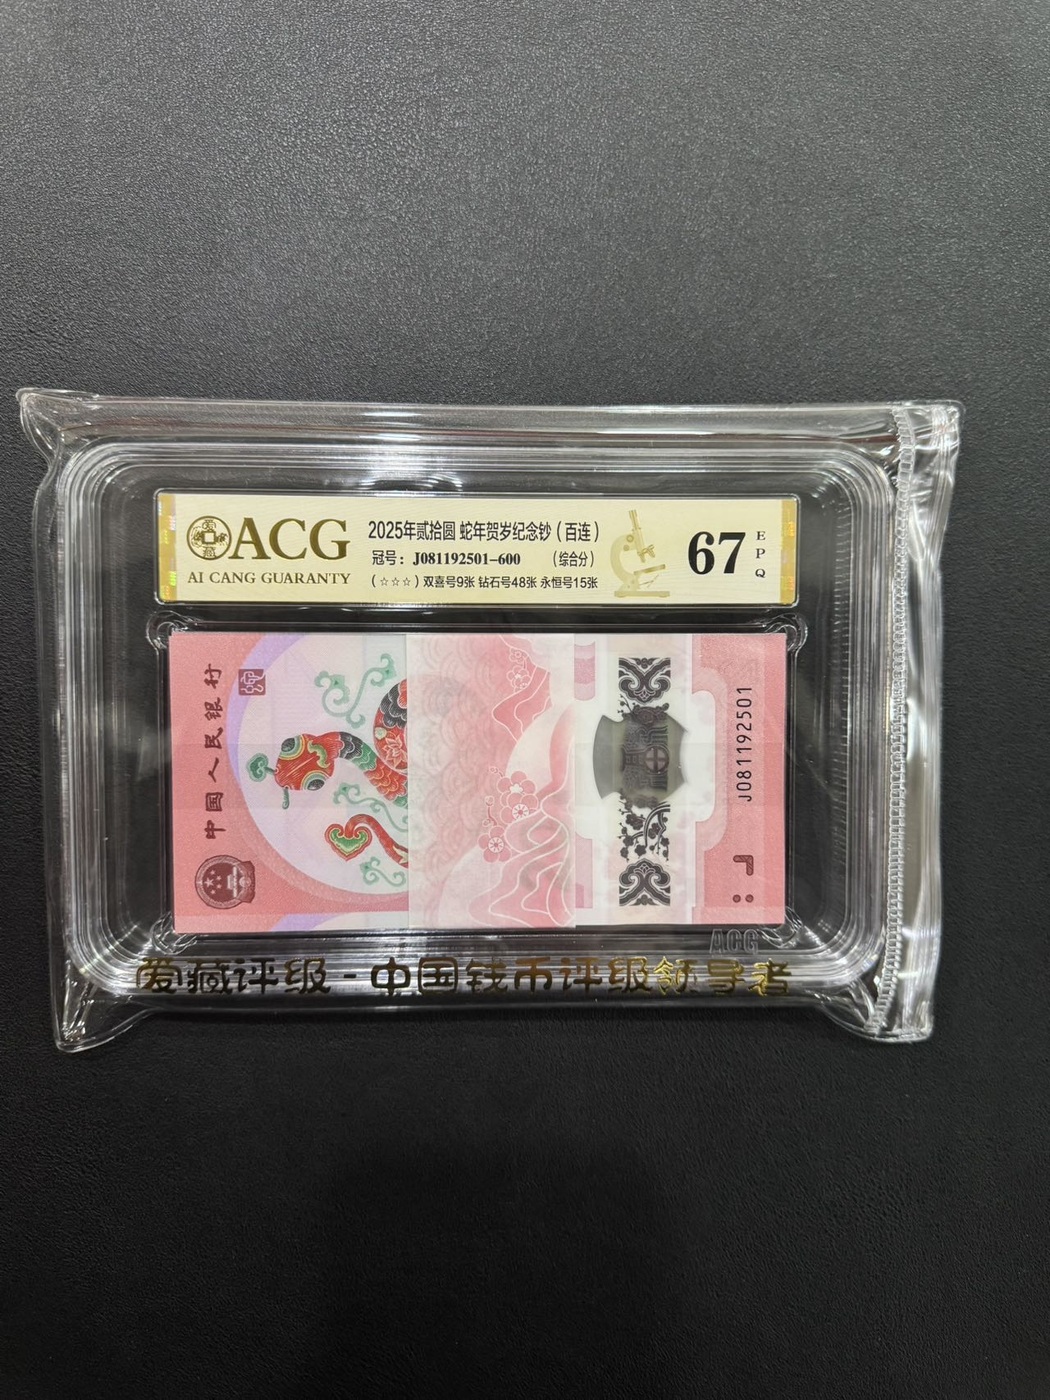 ACG
AI CANG GUARANTY
2025年贰拾圆 蛇年贺岁纪念钞（百连）
冠号：J081192501-600 （综合分）
（☆☆☆）双喜号9张 钻石号48张 永恒号15张
67
EPQ
中国人民银行
J081192501
ACG
爱藏评级-中国钱币评级领导者